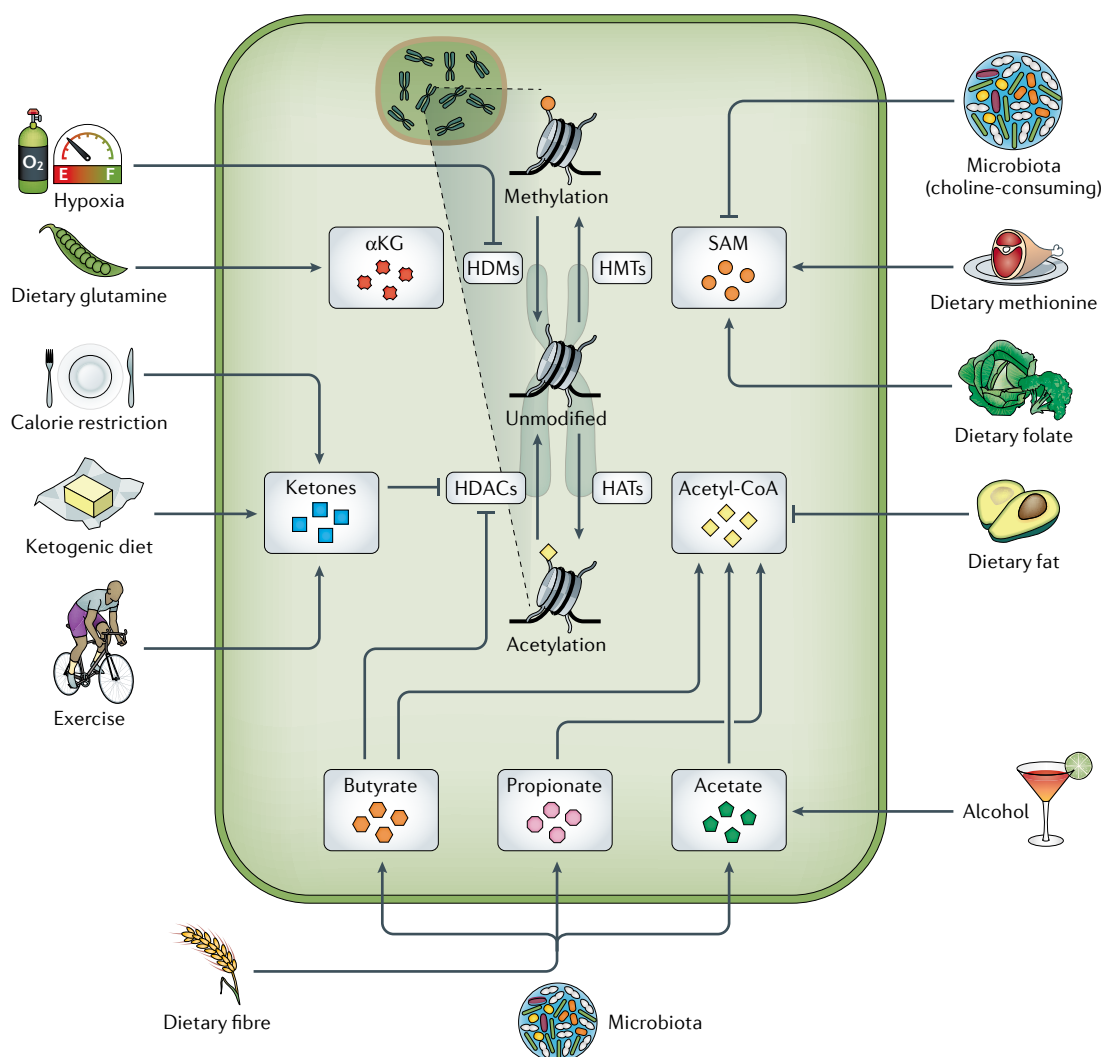 Microbiota
(choline-consuming)
O2
E F
Hypoxia
Methylation
αKG
HDMs
HMTs
SAM
Dietary glutamine
Dietary methionine
Calorie restriction
Unmodified
Dietary folate
Ketones
HDACs
HATs
Acetyl-CoA
Ketogenic diet
Dietary fat
Acetylation
Exercise
Butyrate
Propionate
Acetate
Alcohol
Dietary fibre
Microbiota